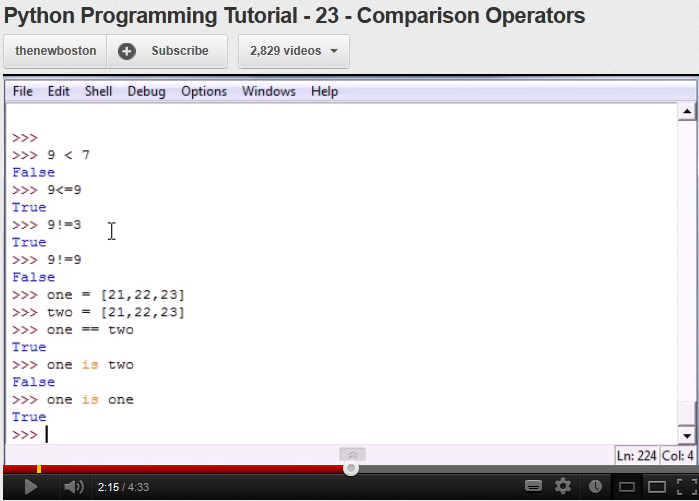 Python Programming Tutorial - 23 - Comparison Operators
thenewboston Subscribe 2,829 videos
File Edit Shell Debug Options Windows Help
>>>
>>> 9 < 7
False
>>> 9<=9
True
>>> 9!=3
True
>>> 9!=9
False
>>> one = [21,22,23]
>>> two = [21,22,23]
>>> one == two
True
>>> one is two
False
>>> one is one
True
>>>
Ln: 224 Col: 4
2:15 / 4:33